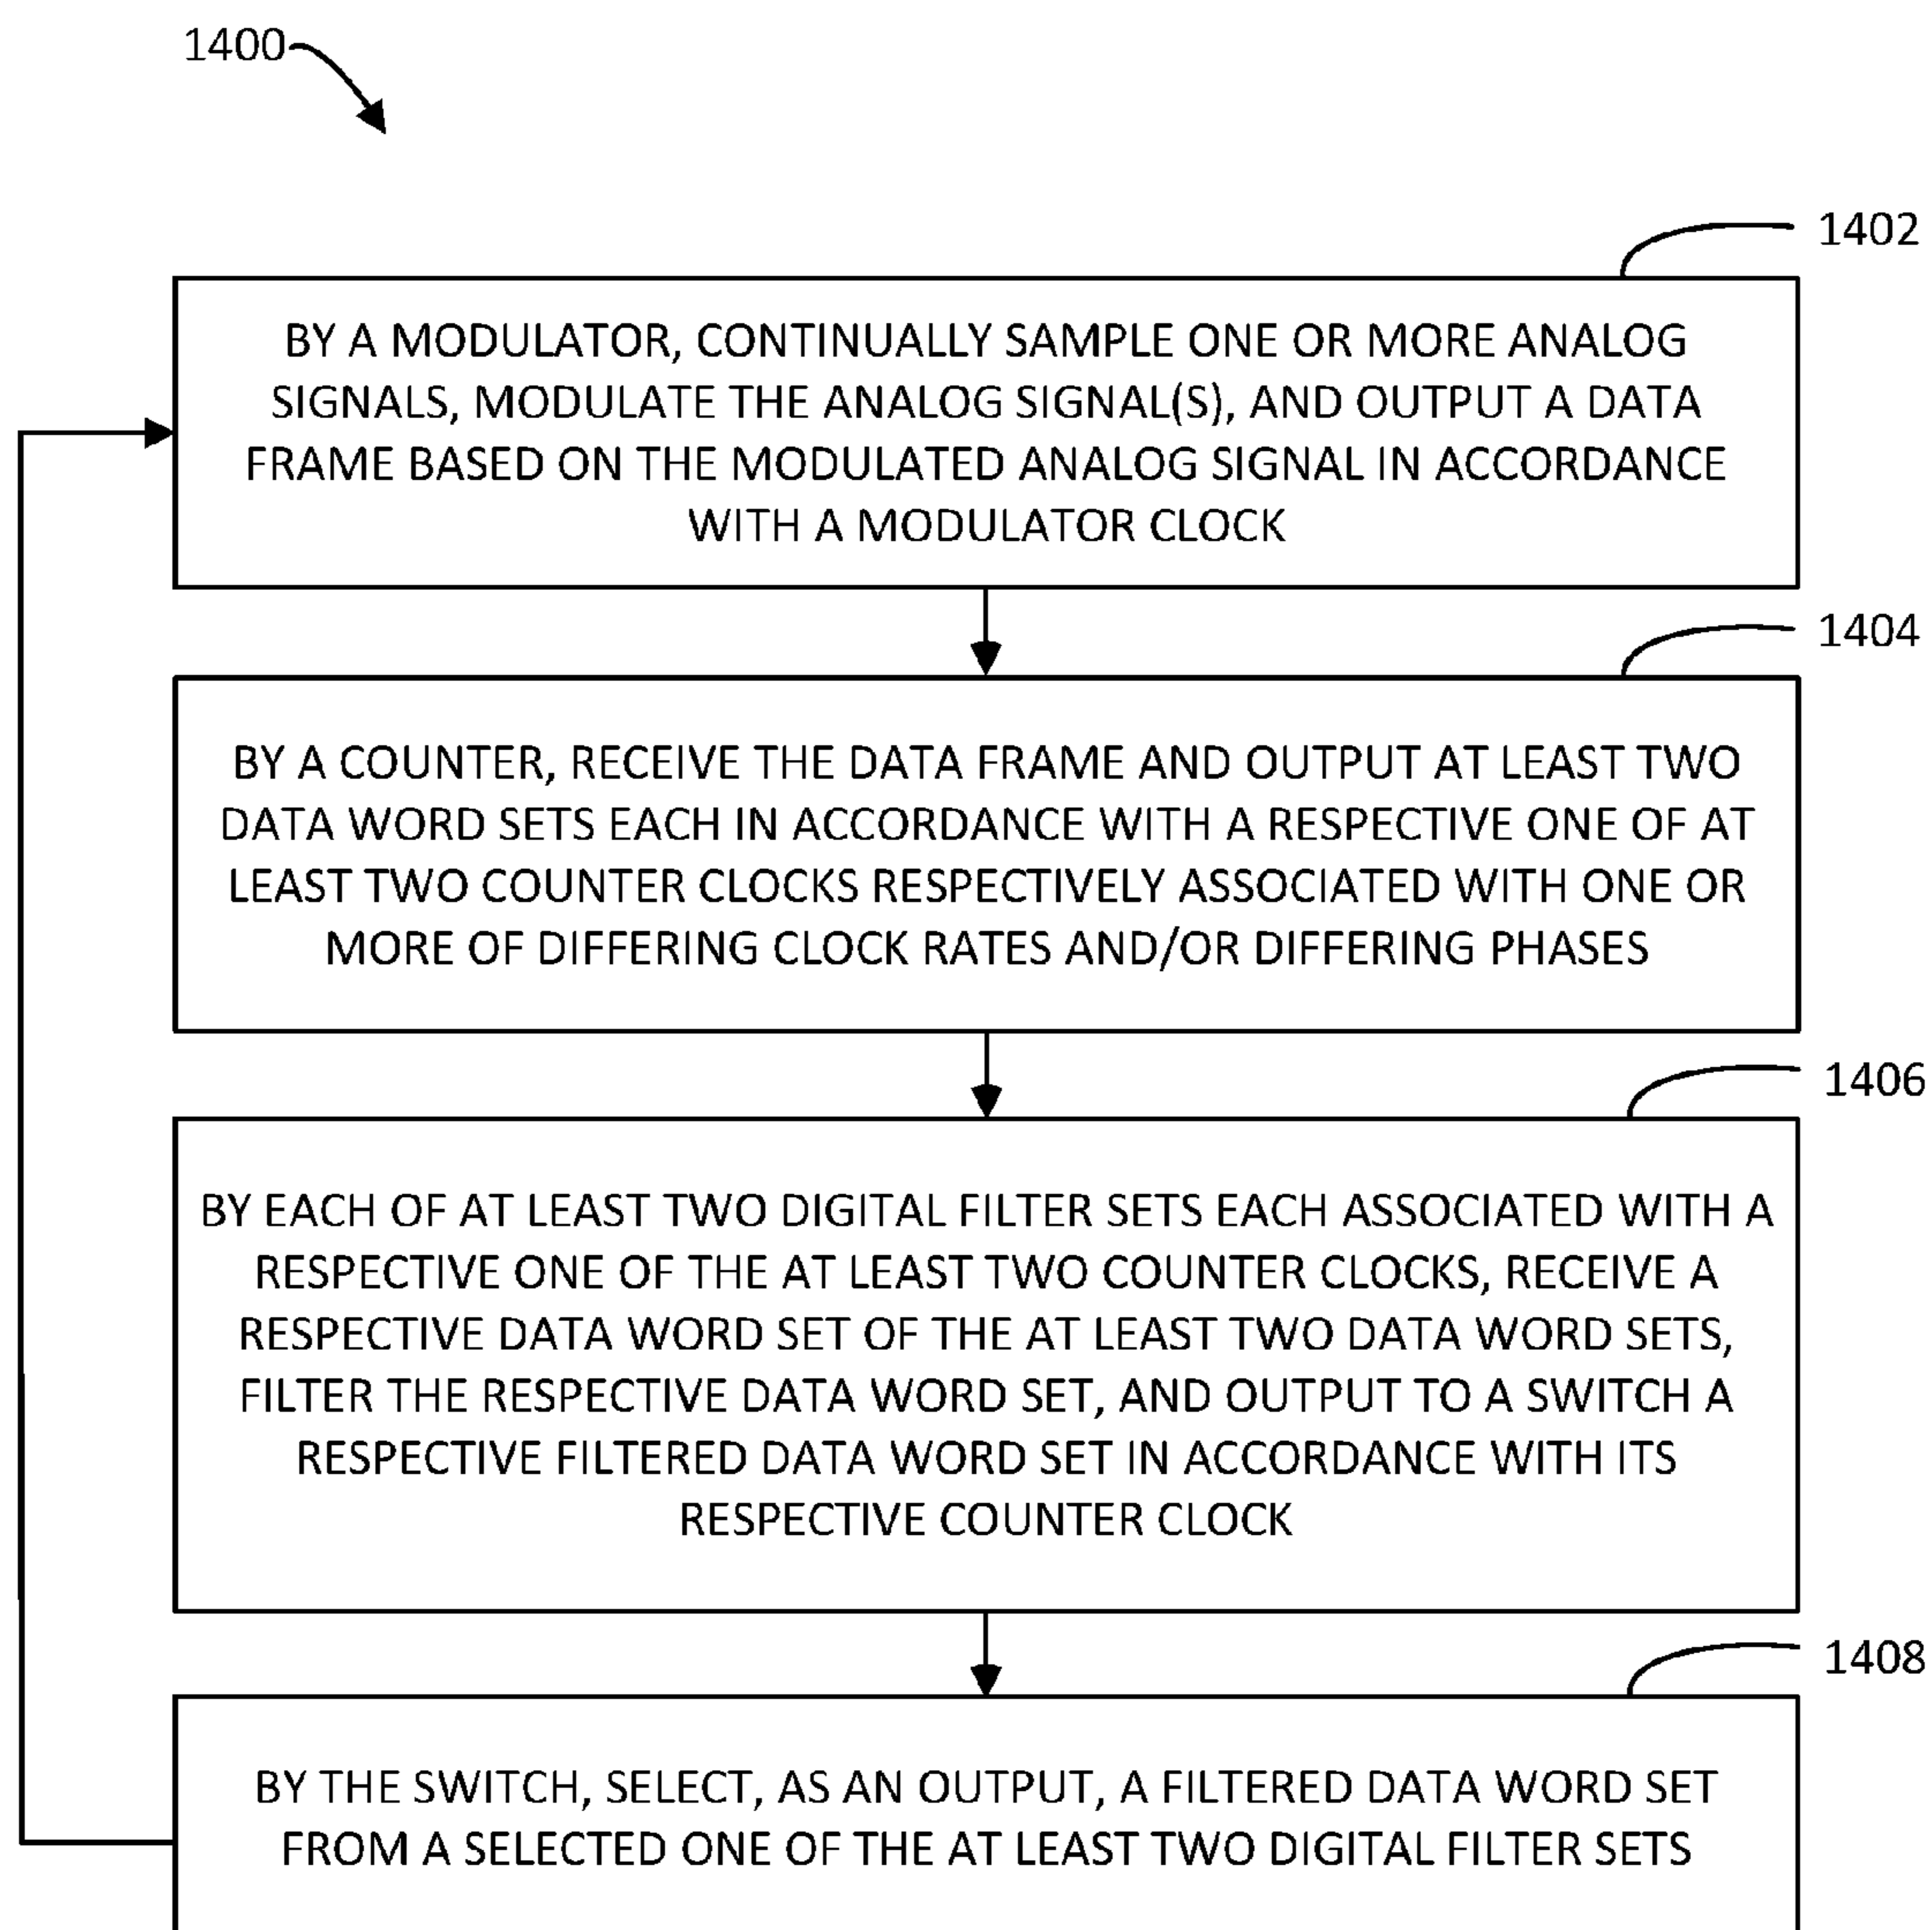 1400
1402
BY A MODULATOR, CONTINUALLY SAMPLE ONE OR MORE ANALOG
SIGNALS, MODULATE THE ANALOG SIGNAL(S), AND OUTPUT A DATA
FRAME BASED ON THE MODULATED ANALOG SIGNAL IN ACCORDANCE
WITH A MODULATOR CLOCK
1404
BY A COUNTER, RECEIVE THE DATA FRAME AND OUTPUT AT LEAST TWO
DATA WORD SETS EACH IN ACCORDANCE WITH A RESPECTIVE ONE OF AT
LEAST TWO COUNTER CLOCKS RESPECTIVELY ASSOCIATED WITH ONE OR
MORE OF DIFFERING CLOCK RATES AND/OR DIFFERING PHASES
1406
BY EACH OF AT LEAST TWO DIGITAL FILTER SETS EACH ASSOCIATED WITH A
RESPECTIVE ONE OF THE AT LEAST TWO COUNTER CLOCKS, RECEIVE A
RESPECTIVE DATA WORD SET OF THE AT LEAST TWO DATA WORD SETS,
FILTER THE RESPECTIVE DATA WORD SET, AND OUTPUT TO A SWITCH A
RESPECTIVE FILTERED DATA WORD SET IN ACCORDANCE WITH ITS
RESPECTIVE COUNTER CLOCK
1408
BY THE SWITCH, SELECT, AS AN OUTPUT, A FILTERED DATA WORD SET
FROM A SELECTED ONE OF THE AT LEAST TWO DIGITAL FILTER SETS